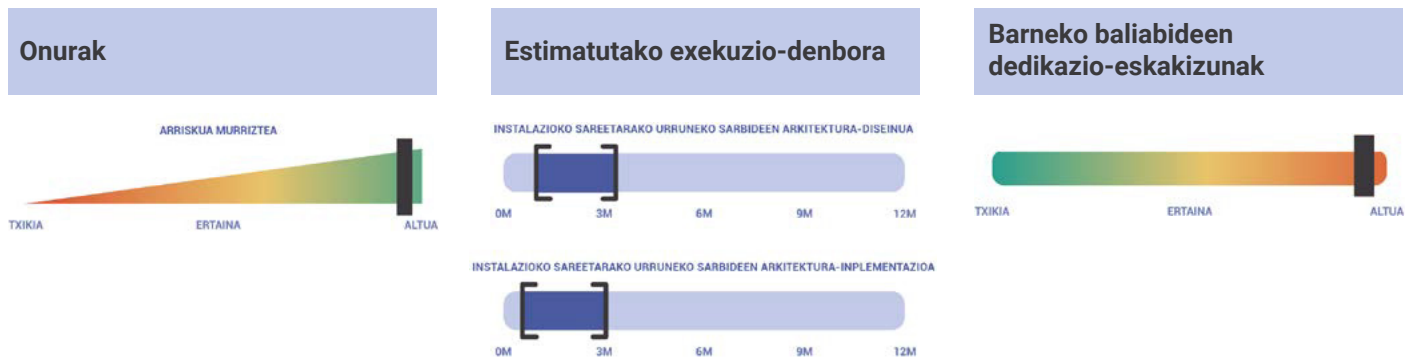 Onurak
ARRISKUA MURRIZTEA
TXIKIA ERTAINA ALTUA
Estimatutako exekuzio-denbora
INSTALAZIOKO SAREETARAKO URRUNEKO SARBIDEEN ARKITEKTURA-DISEINUA
0M 3M 6M 9M 12M
INSTALAZIOKO SAREETARAKO URRUNEKO SARBIDEEN ARKITEKTURA-INPLEMENTAZIOA
0M 3M 6M 9M 12M
Barneko baliabideen
dedikazio-eskakizunak
TXIKIA ERTAINA ALTUA